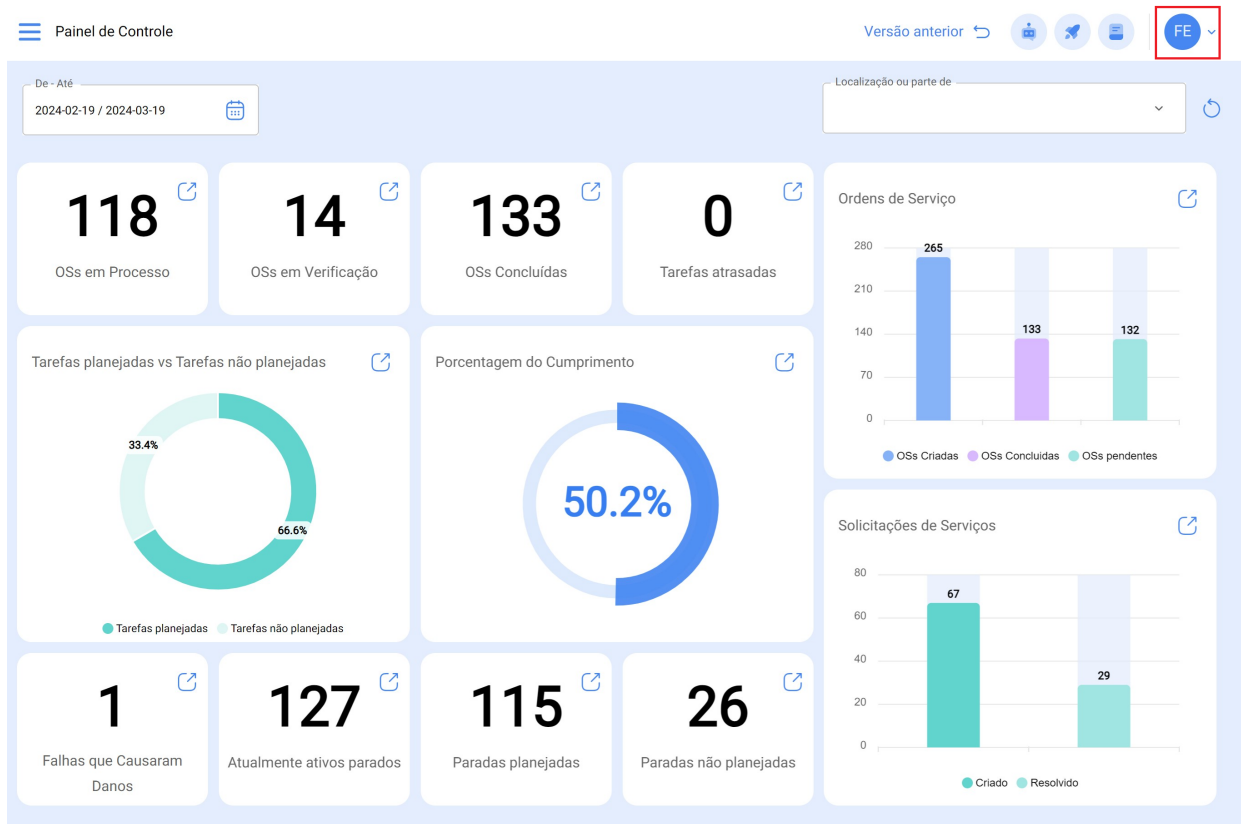 Painel de Controle
Versão anterior
FE
De - Até
2024-02-19 / 2024-03-19
Localização ou parte de
118
OSs em Processo
14
OSs em Verificação
133
OSs Concluídas
0
Tarefas atrasadas
Ordens de Serviço
280
210
140
70
0
265
133
132
OSs Criadas
OSs Concluidas
OSs pendentes
Tarefas planejadas vs Tarefas não planejadas
33.4%
66.6%
Tarefas planejadas
Tarefas não planejadas
Porcentagem do Cumprimento
50.2%
Solicitações de Serviços
80
60
40
20
0
67
29
Criado
Resolvido
1
Falhas que Causaram
Danos
127
Atualmente ativos parados
115
Paradas planejadas
26
Paradas não planejadas